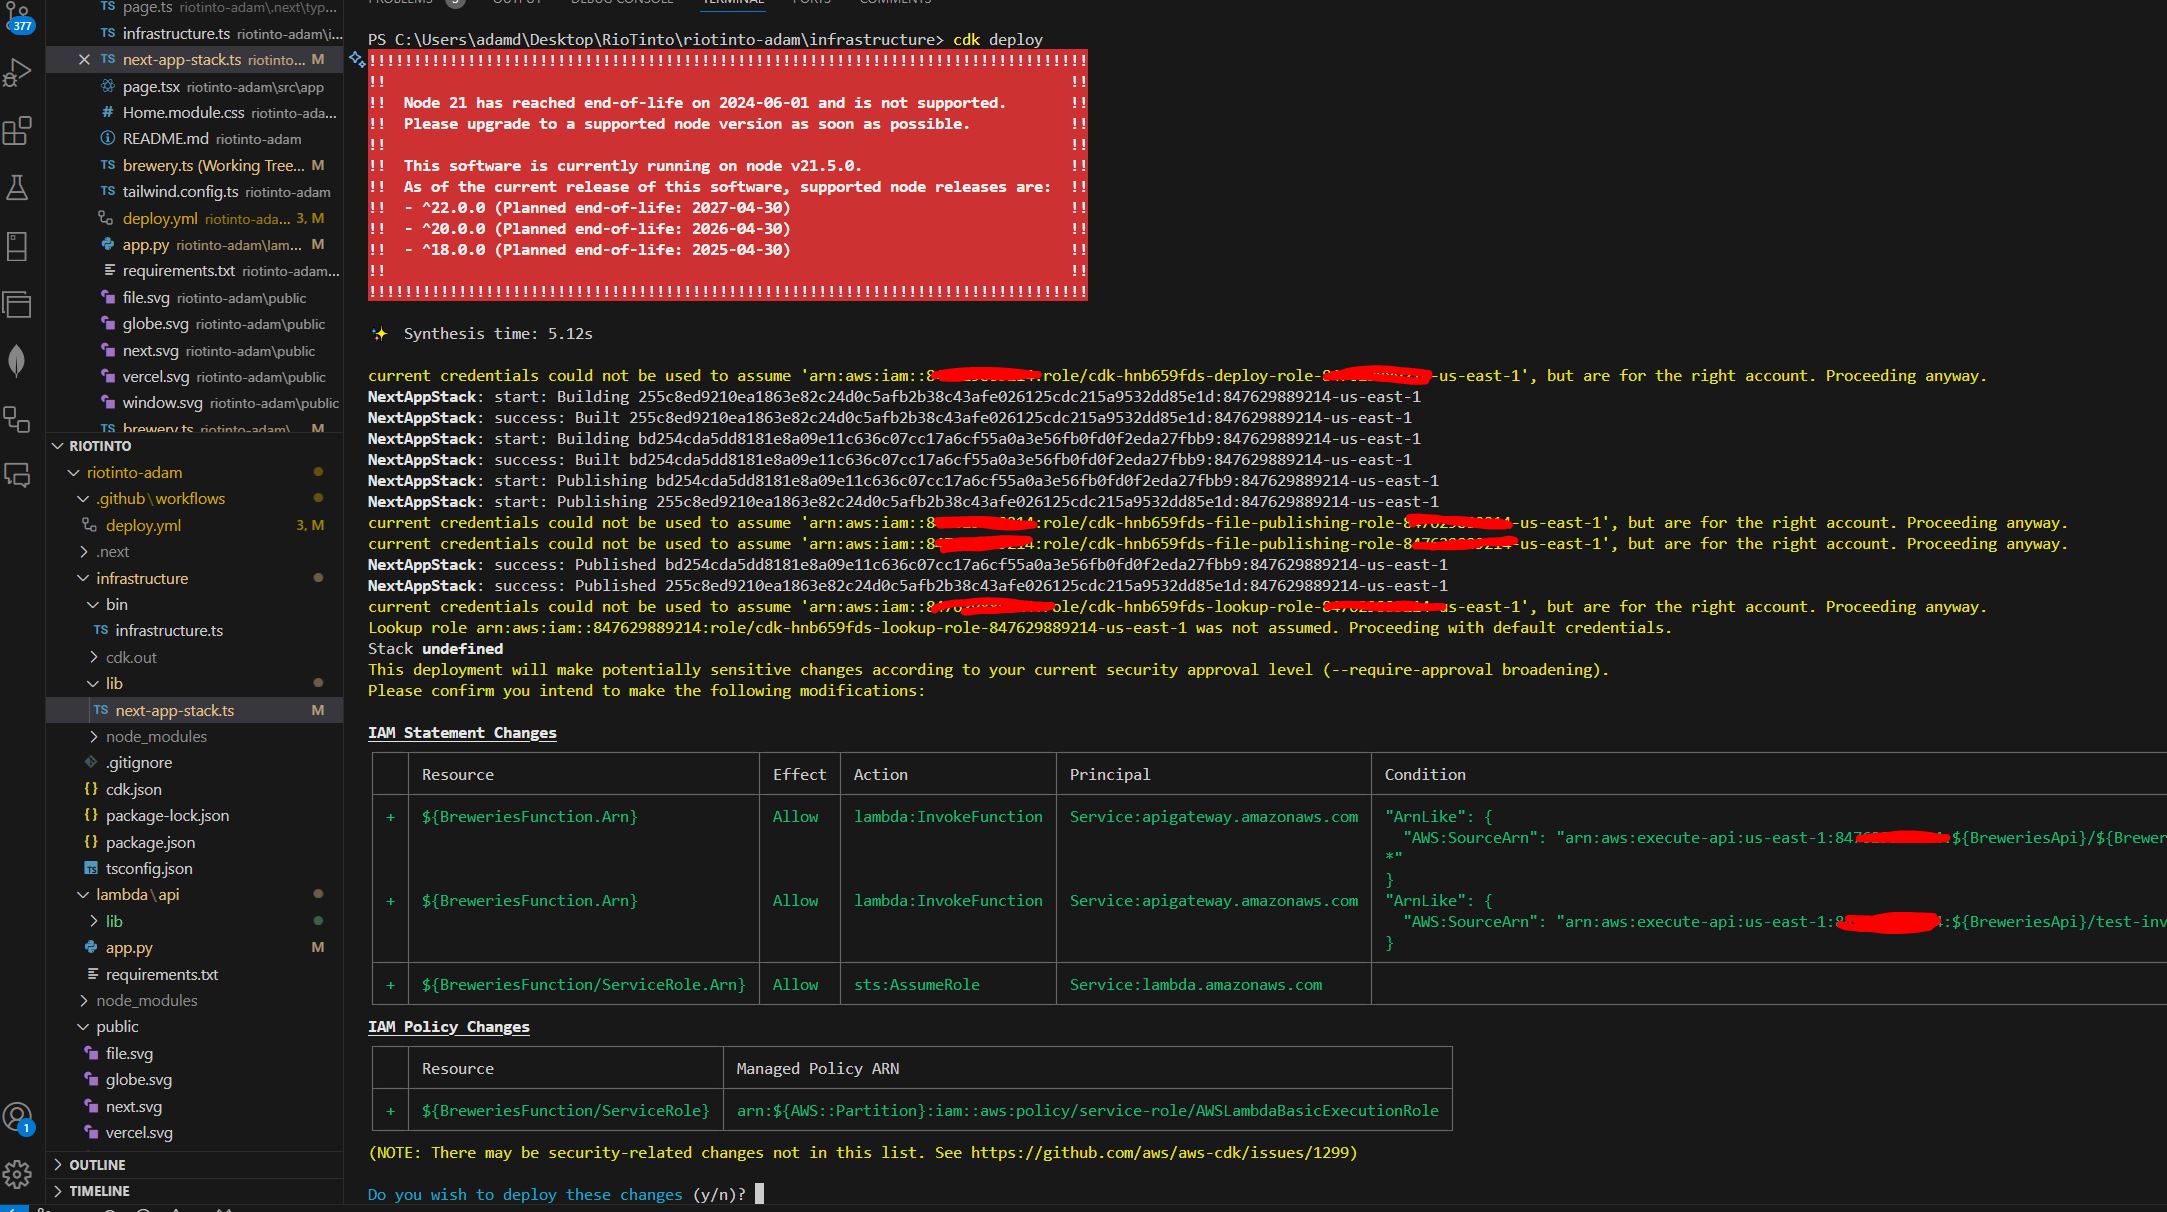 377
page.ts riotinto-adam\.next\typ...
infrastructure.ts riotinto-adam\i...
next-app-stack.ts riotinto... M
page.tsx riotinto-adam\src\app
Home.module.css riotinto-ada...
README.md riotinto-adam
brewery.ts (Working Tree... M
tailwind.config.ts riotinto-adam
deploy.yml riotinto-ada... 3, M
app.py riotinto-adam\lam... M
requirements.txt riotinto-adam...
file.svg riotinto-adam\public
globe.svg riotinto-adam\public
next.svg riotinto-adam\public
vercel.svg riotinto-adam\public
window.svg riotinto-adam\public
brewery.ts riotinto-adam\ M
RIOTINTO
riotinto-adam
.github\workflows
deploy.yml 3, M
.next
infrastructure
bin
TS infrastructure.ts
cdk.out
lib
TS next-app-stack.ts M
node_modules
.gitignore
cdk.json
package-lock.json
package.json
tsconfig.json
lambda\api
lib
app.py M
requirements.txt
node_modules
public
file.svg
globe.svg
next.svg
vercel.svg
OUTLINE
TIMELINE
1
PROBLEMS OUTPUT DEBUG CONSOLE TERMINAL PORTS COMMENTS
PS C:\Users\adamd\Desktop\RioTinto\riotinto-adam\infrastructure> cdk deploy
!!!!!!!!!!!!!!!!!!!!!!!!!!!!!!!!!!!!!!!!!!!!!!!!!!!!!!!!!!!!!!!!!!!!!!!!!!!!!!!!
!! !!
!! Node 21 has reached end-of-life on 2024-06-01 and is not supported. !!
!! Please upgrade to a supported node version as soon as possible. !!
!! !!
!! This software is currently running on node v21.5.0. !!
!! As of the current release of this software, supported node releases are: !!
!! - ^22.0.0 (Planned end-of-life: 2027-04-30) !!
!! - ^20.0.0 (Planned end-of-life: 2026-04-30) !!
!! - ^18.0.0 (Planned end-of-life: 2025-04-30) !!
!! !!
!!!!!!!!!!!!!!!!!!!!!!!!!!!!!!!!!!!!!!!!!!!!!!!!!!!!!!!!!!!!!!!!!!!!!!!!!!!!!!!!
✨ Synthesis time: 5.12s
current credentials could not be used to assume 'arn:aws:iam:: :role/cdk-hnb659fds-deploy-role- -us-east-1', but are for the right account. Proceeding anyway.
NextAppStack: start: Building 255c8ed9210ea1863e82c24d0c5afb2b38c43afe026125cdc215a9532dd85e1d:847629889214-us-east-1
NextAppStack: success: Built 255c8ed9210ea1863e82c24d0c5afb2b38c43afe026125cdc215a9532dd85e1d:847629889214-us-east-1
NextAppStack: start: Building bd254cda5dd8181e8a09e11c636c07cc17a6cf55a0a3e56fb0fd0f2eda27fbb9:847629889214-us-east-1
NextAppStack: success: Built bd254cda5dd8181e8a09e11c636c07cc17a6cf55a0a3e56fb0fd0f2eda27fbb9:847629889214-us-east-1
NextAppStack: start: Publishing bd254cda5dd8181e8a09e11c636c07cc17a6cf55a0a3e56fb0fd0f2eda27fbb9:847629889214-us-east-1
NextAppStack: start: Publishing 255c8ed9210ea1863e82c24d0c5afb2b38c43afe026125cdc215a9532dd85e1d:847629889214-us-east-1
current credentials could not be used to assume 'arn:aws:iam:: :role/cdk-hnb659fds-file-publishing-role- -us-east-1', but are for the right account. Proceeding anyway.
current credentials could not be used to assume 'arn:aws:iam:: :role/cdk-hnb659fds-file-publishing-role- -us-east-1', but are for the right account. Proceeding anyway.
NextAppStack: success: Published bd254cda5dd8181e8a09e11c636c07cc17a6cf55a0a3e56fb0fd0f2eda27fbb9:847629889214-us-east-1
NextAppStack: success: Published 255c8ed9210ea1863e82c24d0c5afb2b38c43afe026125cdc215a9532dd85e1d:847629889214-us-east-1
current credentials could not be used to assume 'arn:aws:iam:: ole/cdk-hnb659fds-lookup-role- s-east-1', but are for the right account. Proceeding anyway.
Lookup role arn:aws:iam::847629889214:role/cdk-hnb659fds-lookup-role-847629889214-us-east-1 was not assumed. Proceeding with default credentials.
Stack undefined
This deployment will make potentially sensitive changes according to your current security approval level (--require-approval broadening).
Please confirm you intend to make the following modifications:
IAM Statement Changes
Resource Effect Action Principal Condition
+ ${BreweriesFunction.Arn} Allow lambda:InvokeFunction Service:apigateway.amazonaws.com "ArnLike": {
"AWS:SourceArn": "arn:aws:execute-api:us-east-1: :${BreweriesApi}/${Brewer
*"
}
+ ${BreweriesFunction.Arn} Allow lambda:InvokeFunction Service:apigateway.amazonaws.com "ArnLike": {
"AWS:SourceArn": "arn:aws:execute-api:us-east-1: :${BreweriesApi}/test-inv
}
+ ${BreweriesFunction/ServiceRole.Arn} Allow sts:AssumeRole Service:lambda.amazonaws.com
IAM Policy Changes
Resource Managed Policy ARN
+ ${BreweriesFunction/ServiceRole} arn:${AWS::Partition}:iam::aws:policy/service-role/AWSLambdaBasicExecutionRole
(NOTE: There may be security-related changes not in this list. See https://github.com/aws/aws-cdk/issues/1299)
Do you wish to deploy these changes (y/n)?